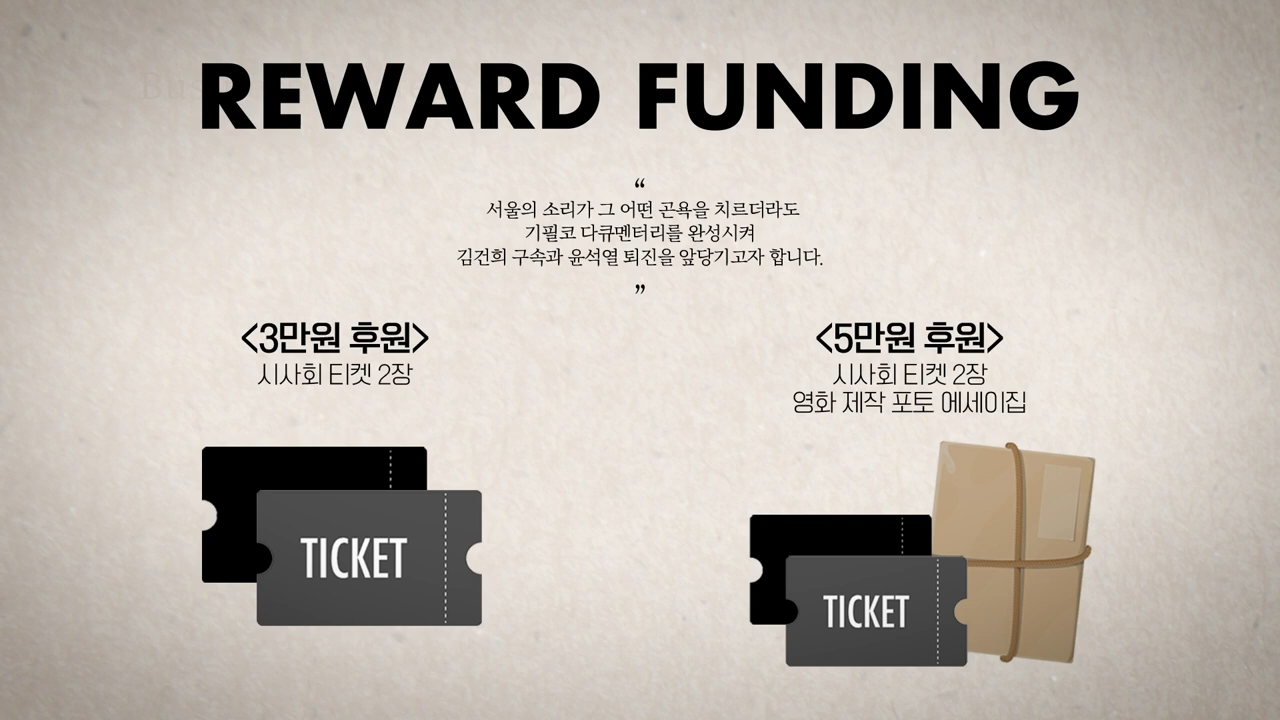 REWARD FUNDING
“
서울의 소리가 그 어떤 곤욕을 치르더라도
기필코 다큐멘터리를 완성시켜
김건희 구속과 윤석열 퇴진을 앞당기고자 합니다.
”
<3만원 후원>
시사회 티켓 2장
<5만원 후원>
시사회 티켓 2장
영화 제작 포토 에세이집
TICKET
TICKET